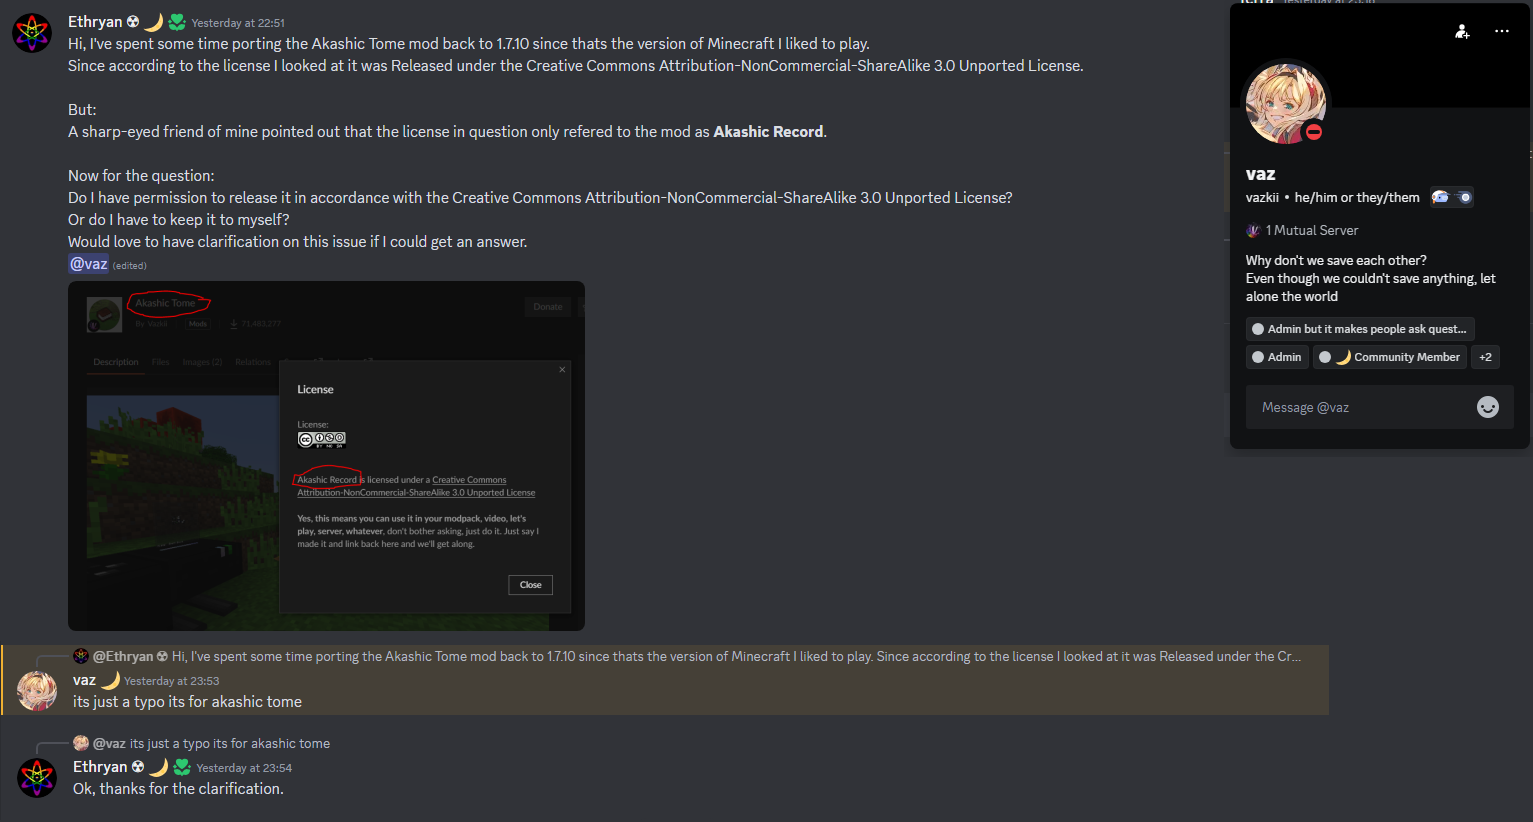 Ethryan ☢ 🌙 Yesterday at 22:51
Hi, I've spent some time porting the Akashic Tome mod back to 1.7.10 since thats the version of Minecraft I liked to play.
Since according to the license I looked at it was Released under the Creative Commons Attribution-NonCommercial-ShareAlike 3.0 Unported License.
But:
A sharp-eyed friend of mine pointed out that the license in question only refered to the mod as Akashic Record.
Now for the question:
Do I have permission to release it in accordance with the Creative Commons Attribution-NonCommercial-ShareAlike 3.0 Unported License?
Or do I have to keep it to myself?
Would love to have clarification on this issue if I could get an answer.
@vaz (edited)
Akashic Tome
By Vazkii Mods 71,463,277
Donate
Description Files Images (2) Relations
License
License:
Akashic Record is licensed under a Creative Commons
Attribution-NonCommercial-ShareAlike 3.0 Unported License
Yes, this means you can use it in your modpack, video, let's
play, server, whatever, don't bother asking, just do it. Just say I
made it and link back here and we'll get along.
Close
@Ethryan ☢ Hi, I've spent some time porting the Akashic Tome mod back to 1.7.10 since thats the version of Minecraft I liked to play. Since according to the license I looked at it was Released under the Cr...
vaz 🌙 Yesterday at 23:53
its just a typo its for akashic tome
@vaz its just a typo its for akashic tome
Ethryan ☢ 🌙 Yesterday at 23:54
Ok, thanks for the clarification.
vaz
vazkii • he/him or they/them
1 Mutual Server
Why don't we save each other?
Even though we couldn't save anything, let
alone the world
Admin but it makes people ask quest...
Admin
🌙 Community Member
+2
Message @vaz